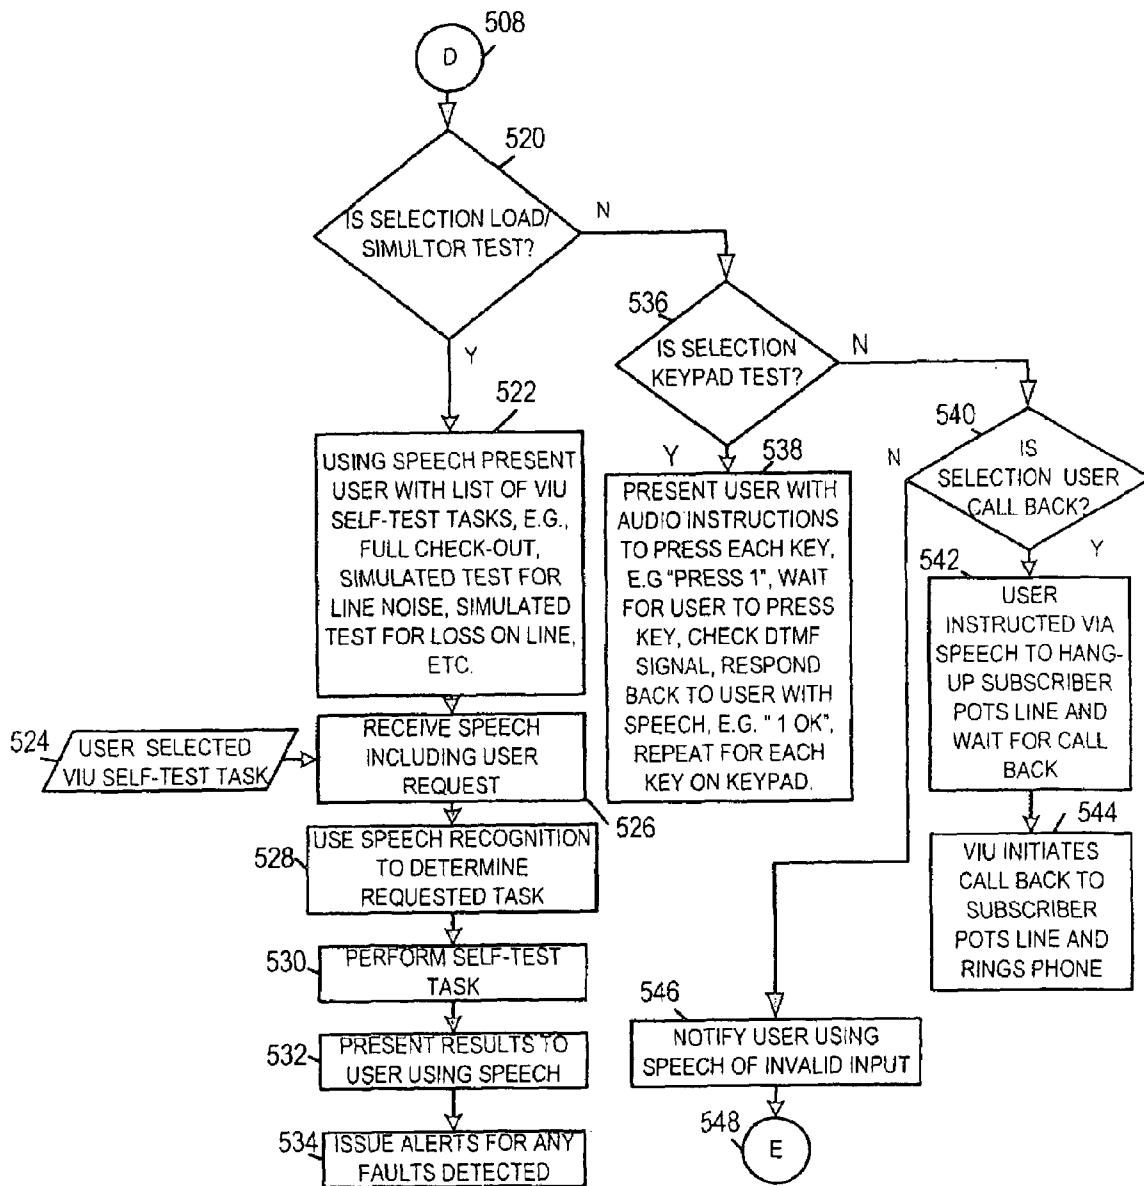 508
D
520
IS SELECTION LOAD/
SIMULTOR TEST?
N
Y
536
IS SELECTION
KEYPAD TEST?
N
Y
540
IS
SELECTION USER
CALL BACK?
N
Y
522
USING SPEECH PRESENT
USER WITH LIST OF VIU
SELF-TEST TASKS, E.G.,
FULL CHECK-OUT,
SIMULATED TEST FOR
LINE NOISE, SIMULATED
TEST FOR LOSS ON LINE,
ETC.
538
PRESENT USER WITH
AUDIO INSTRUCTIONS
TO PRESS EACH KEY,
E.G "PRESS 1", WAIT
FOR USER TO PRESS
KEY, CHECK DTMF
SIGNAL, RESPOND
BACK TO USER WITH
SPEECH, E.G. " 1 OK",
REPEAT FOR EACH
KEY ON KEYPAD.
542
USER
INSTRUCTED VIA
SPEECH TO HANG-
UP SUBSCRIBER
POTS LINE AND
WAIT FOR CALL
BACK
544
VIU INITIATES
CALL BACK TO
SUBSCRIBER
POTS LINE AND
RINGS PHONE
524
USER SELECTED
VIU SELF-TEST TASK
RECEIVE SPEECH
INCLUDING USER
REQUEST
526
528
USE SPEECH RECOGNITION
TO DETERMINE
REQUESTED TASK
530
PERFORM SELF-TEST
TASK
532
PRESENT RESULTS TO
USER USING SPEECH
534
ISSUE ALERTS FOR ANY
FAULTS DETECTED
546
NOTIFY USER USING
SPEECH OF INVALID INPUT
548
E